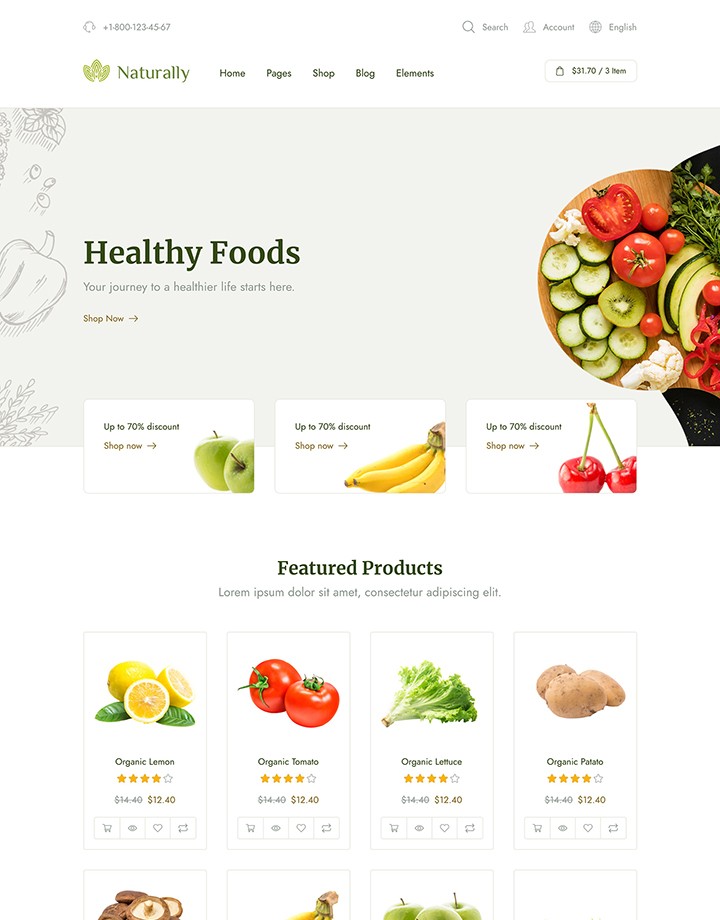 +1-800-123-45-67
Search
Account
English
Naturally
Home
Pages
Shop
Blog
Elements
$31.70 / 3 Item
Healthy Foods
Your journey to a healthier life starts here.
Shop Now
Up to 70% discount
Shop now
Up to 70% discount
Shop now
Up to 70% discount
Shop now
Featured Products
Lorem ipsum dolor sit amet, consectetur adipiscing elit.
Organic Lemon
$14.40 $12.40
Organic Tomato
$14.40 $12.40
Organic Lettuce
$14.40 $12.40
Organic Patato
$14.40 $12.40